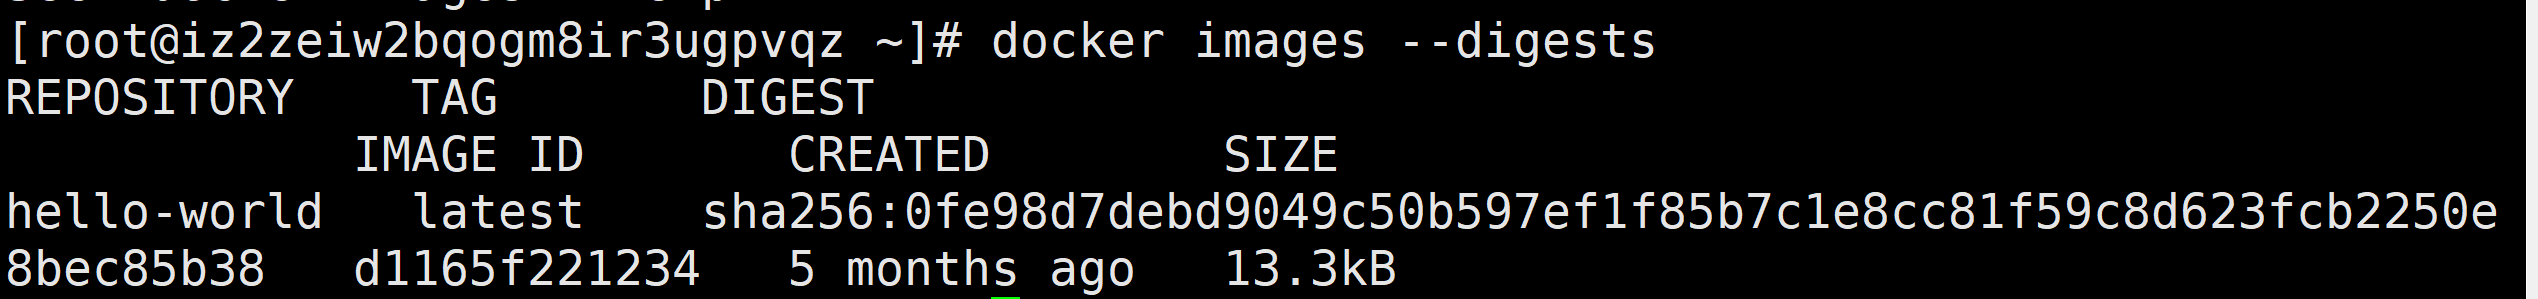 [root@iz2zeiw2bqogm8ir3ugpvqz ~]# docker images --digests
REPOSITORY    TAG       DIGEST
            IMAGE ID       CREATED        SIZE
hello-world   latest    sha256:0fe98d7debd9049c50b597ef1f85b7c1e8cc81f59c8d623fcb2250e
8bec85b38   d1165f221234   5 months ago   13.3kB